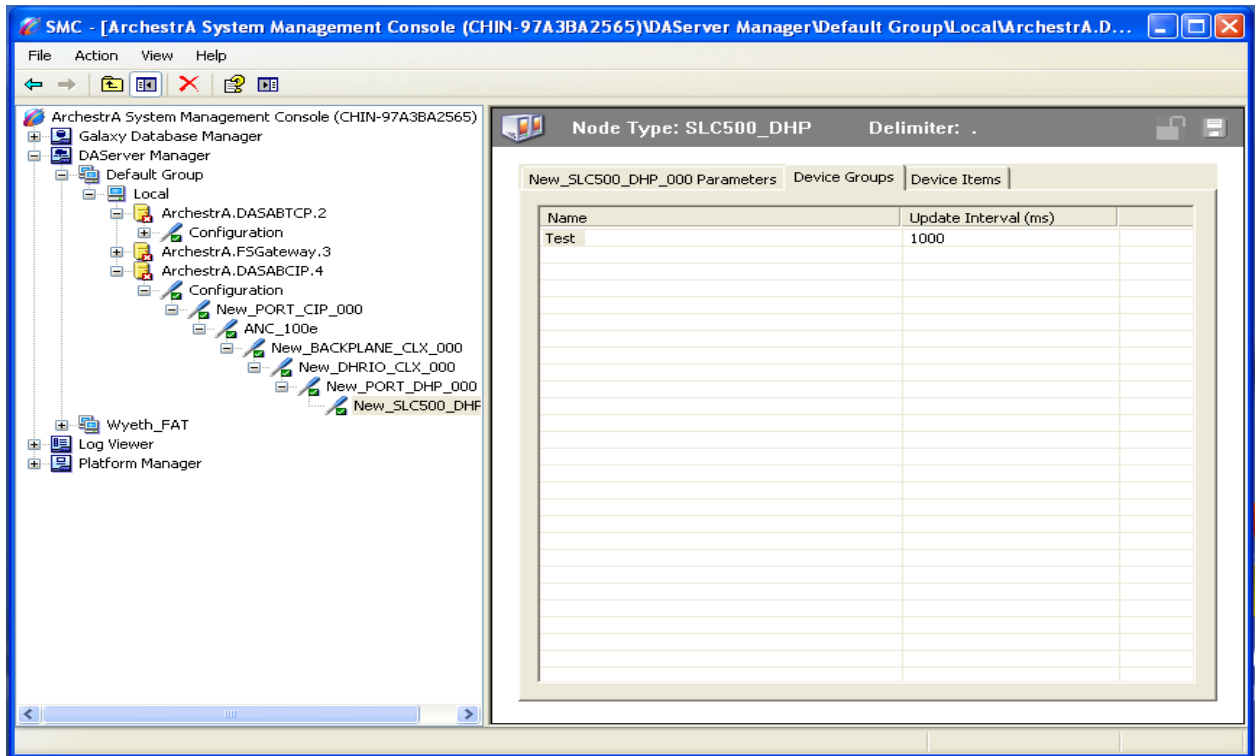 SMC - [ArchestrA System Management Console (CHIN-97A3BA2565)\DAServer Manager\Default Group\Local\ArchestrA.D...
File Action View Help
ArchestrA System Management Console (CHIN-97A3BA2565)
Galaxy Database Manager
DAServer Manager
Default Group
Local
ArchestrA.DASABTCP.2
Configuration
ArchestrA.FSGateway.3
ArchestrA.DASABCIP.4
Configuration
New_PORT_CIP_000
ANC_100e
New_BACKPLANE_CLX_000
New_DHRIO_CLX_000
New_PORT_DHP_000
New_SLC500_DHP
Wyeth_FAT
Log Viewer
Platform Manager
Node Type: SLC500_DHP Delimiter: .
New_SLC500_DHP_000 Parameters Device Groups Device Items
Name Update Interval (ms)
Test 1000